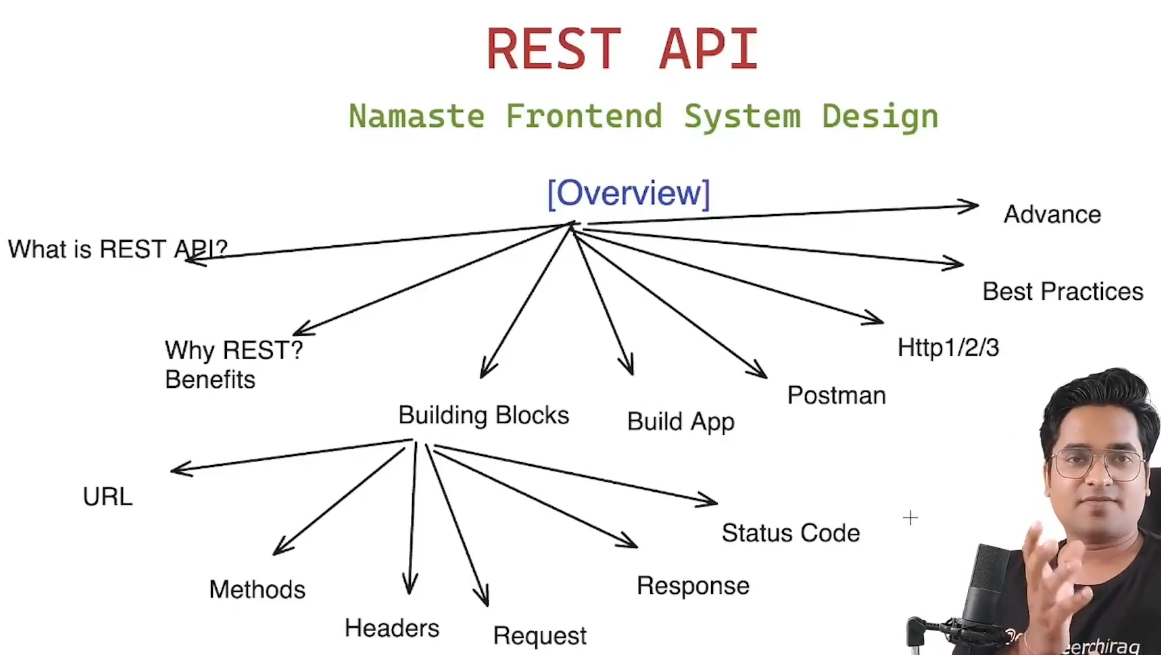 REST API
Namaste Frontend System Design
[Overview]
Advance
What is REST API?
Best Practices
Why REST?
Benefits
Http1/2/3
Postman
Building Blocks
Build App
URL
Status Code
Methods
Response
Headers
Request